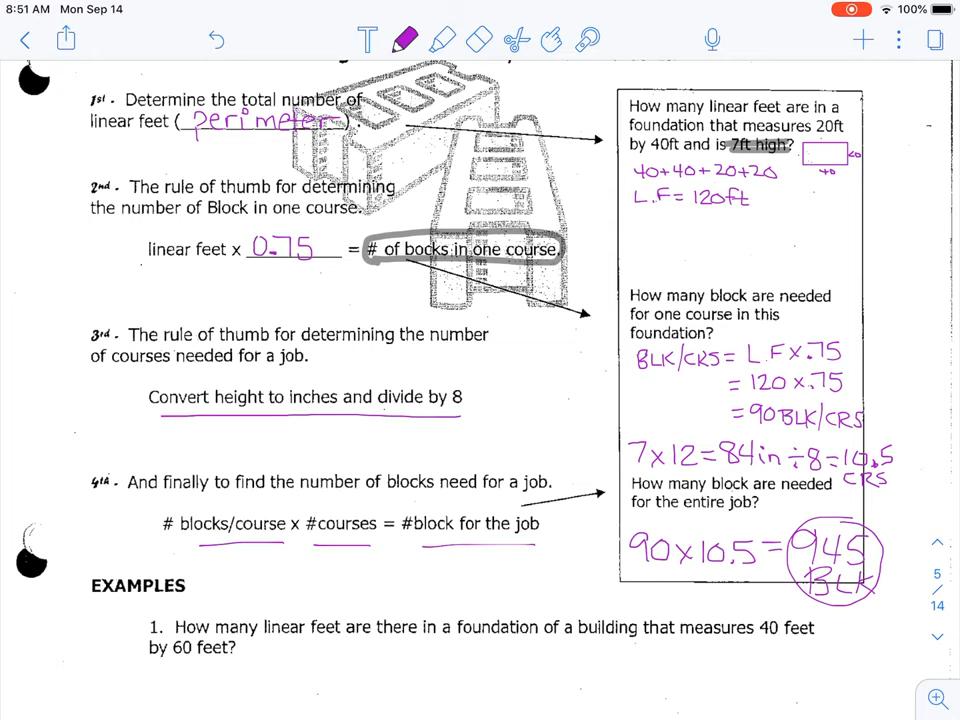 8:51 AM Mon Sep 14
100%
1st - Determine the total number of
linear feet ( perimeter ) .
2nd - The rule of thumb for determining
the number of Block in one course.
linear feet x 0.75 = # of bocks in one course.
3rd - The rule of thumb for determining the number
of courses needed for a job.
Convert height to inches and divide by 8
4th - And finally to find the number of blocks need for a job.
# blocks/course x #courses = #block for the job
How many linear feet are in a
foundation that measures 20ft
by 40ft and is 7ft high?
20
40
40+40+20+20
L.F = 120ft
How many block are needed
for one course in this
foundation?
BLK/CRS = L.F x .75
= 120 x .75
= 90 BLK/CRS
7 x 12 = 84in ÷ 8 = 10.5
CRS
How many block are needed
for the entire job?
90 x 10.5 = 945
BLK
EXAMPLES
1. How many linear feet are there in a foundation of a building that measures 40 feet
by 60 feet?
5
/
14